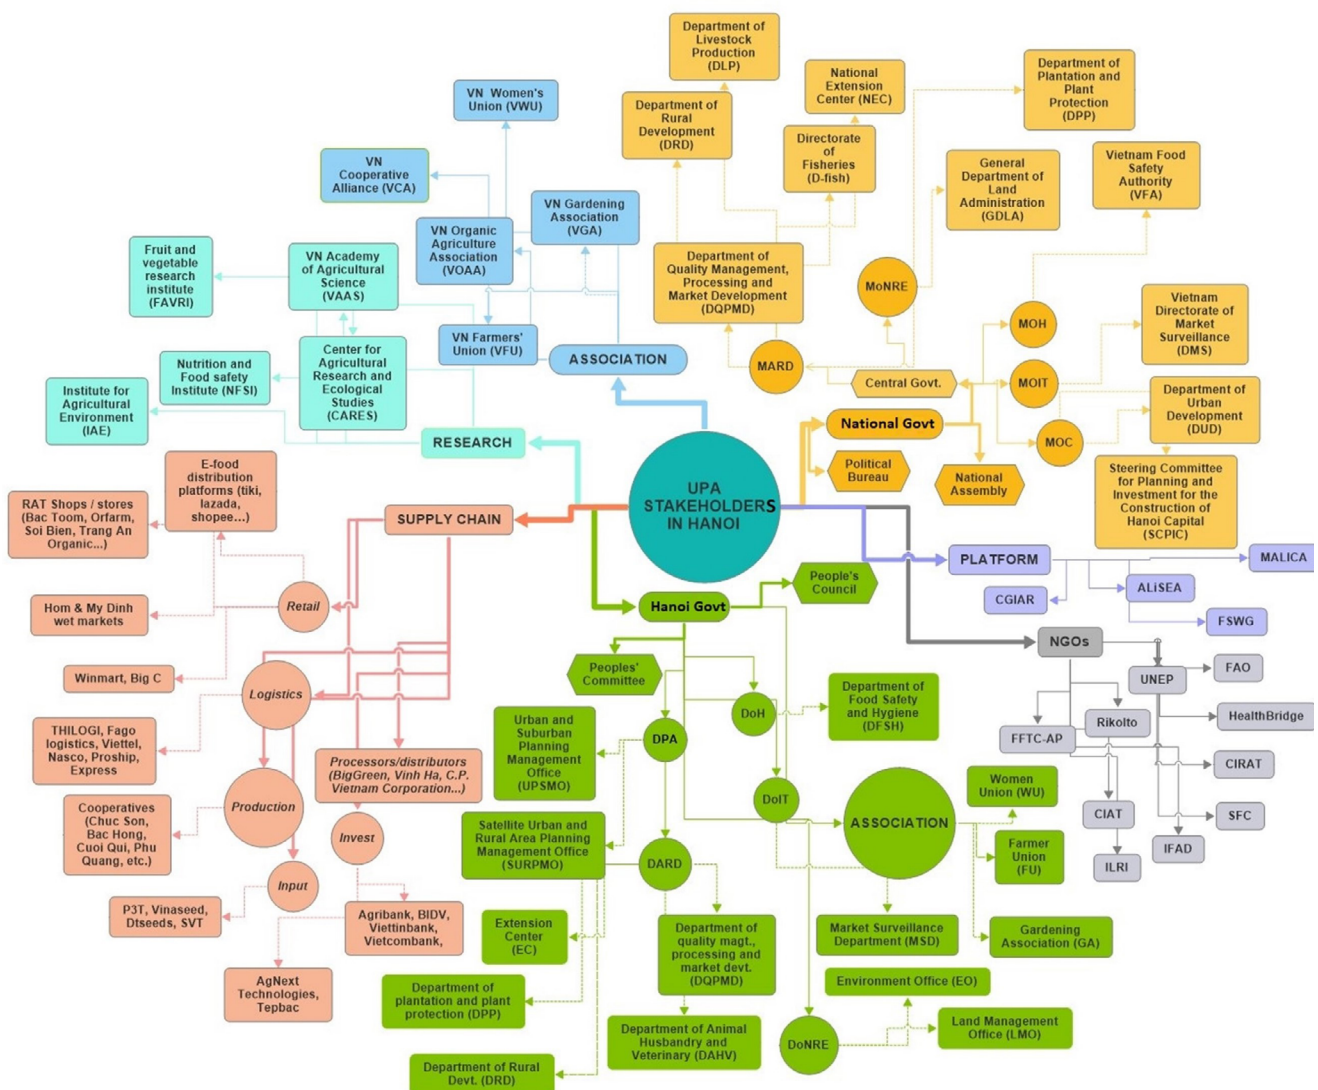 Department of
Livestock
Production
(DLP)
National
Extension
Center (NEC)
Department of
Plantation and
Plant
Protection
(DPP)
VN  Women's
Union (VWU)
Department of
Rural
Development
(DRD)
Directorate
of
Fisheries
(D-fish)
General
Department of
Land
Administration
(GDLA)
Vietnam Food
Safety
Authority
(VFA)
VN
Cooperative
Alliance (VCA)
VN Gardening
Association
(VGA)
VN Organic
Agriculture
Association
(VOAA)
Fruit and
vegetable
research
institute
(FAVRI)
VN Academy
of Agricultural
Science
(VAAS)
Department of
Quality Management,
Processing and
Market Development
(DQPMD)
MoNRE
MOH
Vietnam
Directorate of
Market
Surveillance
(DMS)
VN Farmers'
Union (VFU)
ASSOCIATION
Center for
Agricultural
Research and
Ecological
Studies
(CARES)
Nutrition and
Food safety
Institute (NFSI)
Institute for
Agricultural
Environment
(IAE)
MARD
Central Govt.
MOIT
Department of
Urban
Development
(DUD)
RESEARCH
National Govt
MOC
Political
Bureau
National
Assembly
Steering Committee
for Planning and
Investment for the
Construction of
Hanoi Capital
(SCPIC)
UPA
STAKEHOLDERS
IN HANOI
E-food
distribution
platforms (tiki,
lazada,
shopee...)
RAT Shops / stores
(Bac Toom, Orfarm,
Soi Bien, Trang An
Organic...)
SUPPLY CHAIN
PLATFORM
MALICA
CGIAR
ALiSEA
FSWG
People's
Council
Hanoi Govt
Retail
Hom & My Dinh
wet markets
NGOs
Peoples'
Committee
Winmart, Big C
Logistics
UNEP
FAO
DoH
Department of
Food Safety
and Hygiene
(DFSH)
FFTC-AP
Rikolto
HealthBridge
Urban and
Suburban
Planning
Management
Office
(UPSMO)
DPA
THILOGI, Fago
logistics, Viettel,
Nasco, Proship,
Express
Processors/distributors
(BigGreen, Vinh Ha, C.P.
Vietnam Corporation...)
CIRAT
Women
Union (WU)
DoIT
ASSOCIATION
Production
Cooperatives
(Chuc Son,
Bac Hong,
Cuoi Qui, Phu
Quang, etc.)
Invest
Satellite Urban and
Rural Area Planning
Management Office
(SURPMO)
CIAT
SFC
IFAD
Farmer
Union
(FU)
DARD
ILRI
Input
P3T, Vinaseed,
Dtseeds, SVT
Agribank, BIDV,
Viettinbank,
Vietcombank,
Extension
Center
(EC)
Department of
quality magt.,
processing and
market devt.
(DQPMD)
Market Surveillance
Department (MSD)
Gardening
Association (GA)
AgNext
Technologies,
Tepbac
Department of
plantation and plant
protection (DPP)
Environment Office (EO)
Department of Animal
Husbandry and
Veterinary (DAHV)
DoNRE
Land Management
Office (LMO)
Department of Rural
Devt. (DRD)